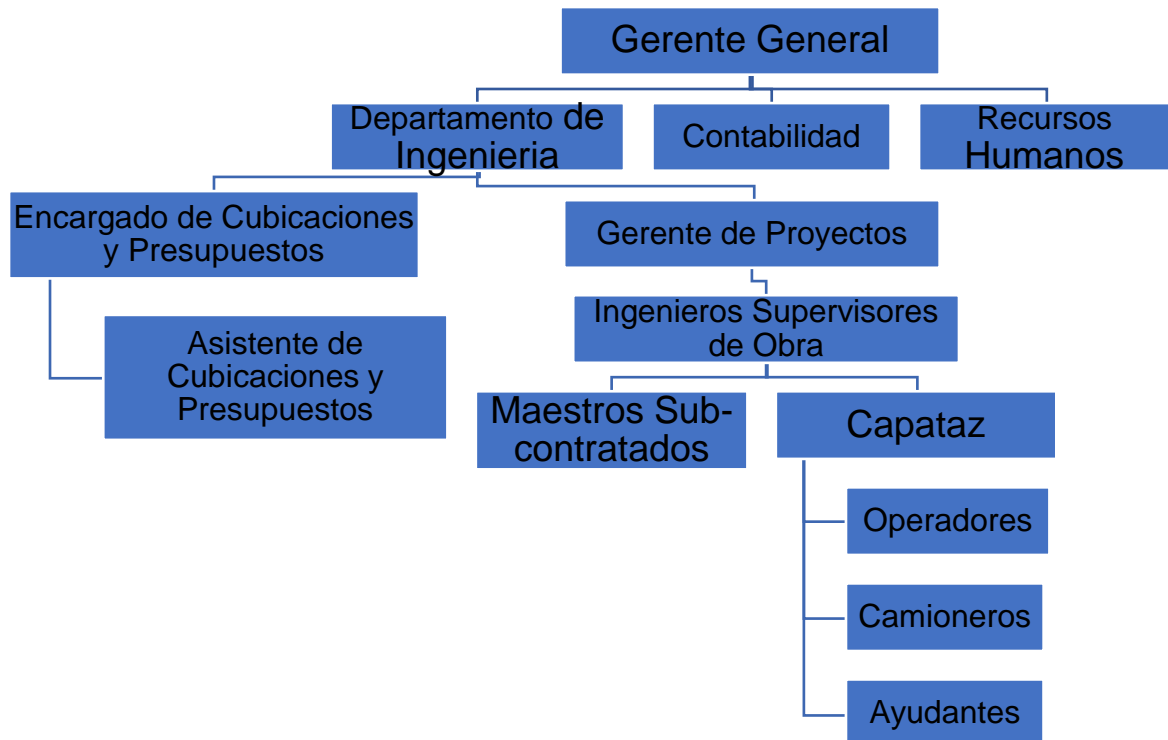 Gerente General
Departamento de
Ingenieria
Contabilidad
Recursos
Humanos
Encargado de Cubicaciones
y Presupuestos
Gerente de Proyectos
Asistente de
Cubicaciones y
Presupuestos
Ingenieros Supervisores
de Obra
Maestros Sub-
contratados
Capataz
Operadores
Camioneros
Ayudantes